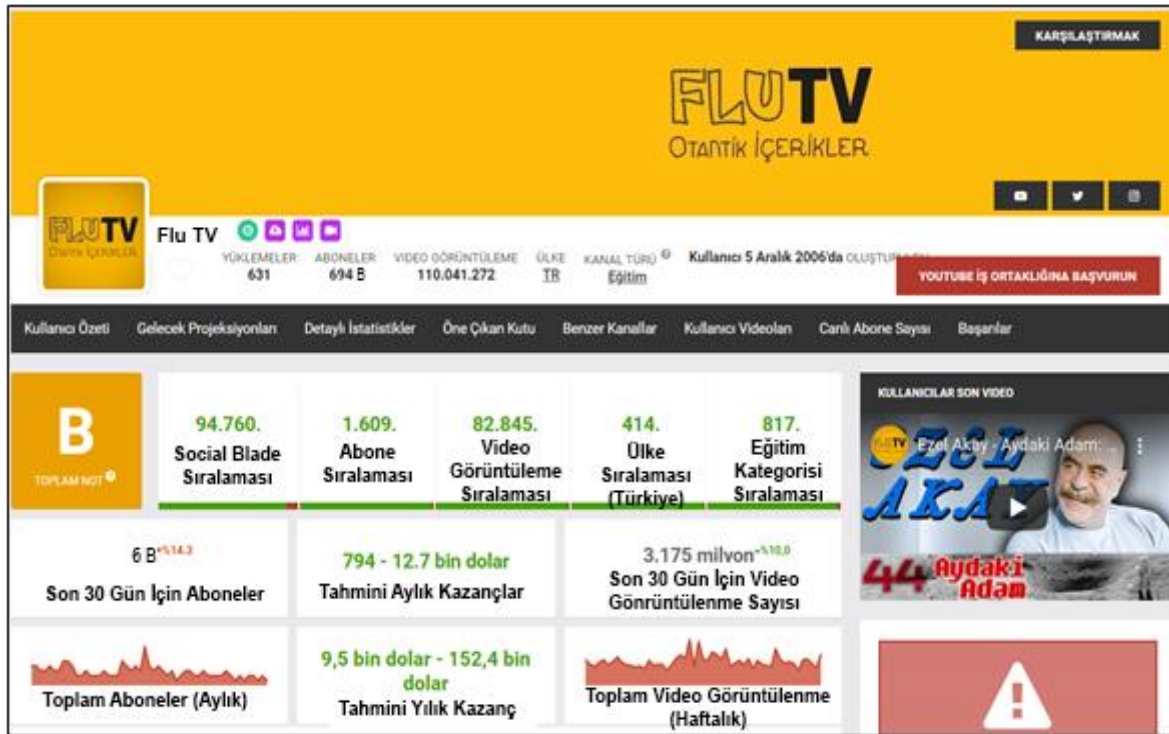 KARŞILAŞTIRMAK
FLUTV
OTANTİK İÇERİKLER
FLUTV
Flu TV
YÜKLEMELER
631
ABONELER
694 B
VIDEO GÖRÜNTÜLEME
110.041.272
ÜLKE
TR
KANAL TÜRÜ
Eğitim
Kullanıcı 5 Aralık 2006'da
YOUTUBE İŞ ORTAKLIĞINA BAŞVURUN
Kullanıcı Özeti Gelecek Projeksiyonları Detaylı İstatistikler Öne Çıkan Kutu Benzer Kanallar Kullanıcı Videoları Canlı Abone Sayısı Başarılar
B
TOPLAM NOT
94.760.
Social Blade
Sıralaması
1.609.
Abone
Sıralaması
82.845.
Video
Görüntüleme
Sıralaması
414.
Ülke
Sıralaması
(Türkiye)
817.
Eğitim
Kategorisi
Sıralaması
KULLANICILAR SON VIDEO
FLUTV
Ezel Akay - Aydaki Adam: ...
EZEL
AKAY
44 Aydaki
Adam
6 B %14.3
Son 30 Gün İçin Aboneler
794 - 12.7 bin dolar
Tahmini Aylık Kazançlar
3.175 milyon %10,0
Son 30 Gün İçin Video
Gönrüntülenme Sayısı
Toplam Aboneler (Aylık)
9,5 bin dolar - 152,4 bin
dolar
Tahmini Yılık Kazanç
Toplam Video Görüntülenme
(Haftalık)